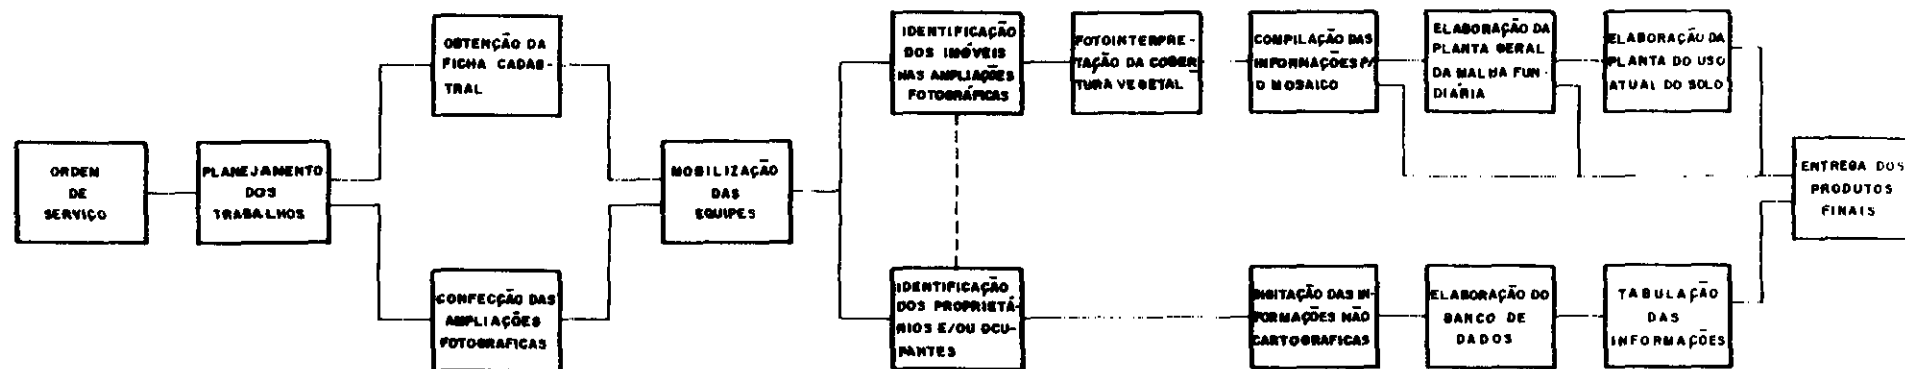 ORDEN
DE
SERVIÇO
PLANEJAMENTO
DOS
TRABALHOS
OBTENÇÃO DA
FICHA CADAS-
TRAL
CONFECÇÃO DAS
AMPLIAÇÕES
FOTOGRAFICAS
MOBILIZAÇÃO
DAS
EQUIPES
IDENTIFICAÇÃO
DOS IMÓVEIS
NAS AMPLIAÇÕES
FOTOGRÁFICAS
IDENTIFICAÇÃO
DOS PROPRIETÁ-
RIOS E/OU OCU-
PANTES
FOTOINTERPRE-
TAÇÃO DA COBER
TURA VEGETAL
COMPILAÇÃO DAS
INFORMAÇÕES P/
O MOSAICO
DIGITAÇÃO DAS IN-
FORMAÇÕES NÃO
CARTOGRAFICAS
ELABORAÇÃO DA
PLANTA GERAL
DA MALHA FUN-
DIÁRIA
ELABORAÇÃO DO
BANCO DE
DADOS
ELABORAÇÃO DA
PLANTA DO USO
ATUAL DO SOLO
TABULAÇÃO
DAS
INFORMAÇÕES
ENTREGA DOS
PRODUTOS
FINAIS